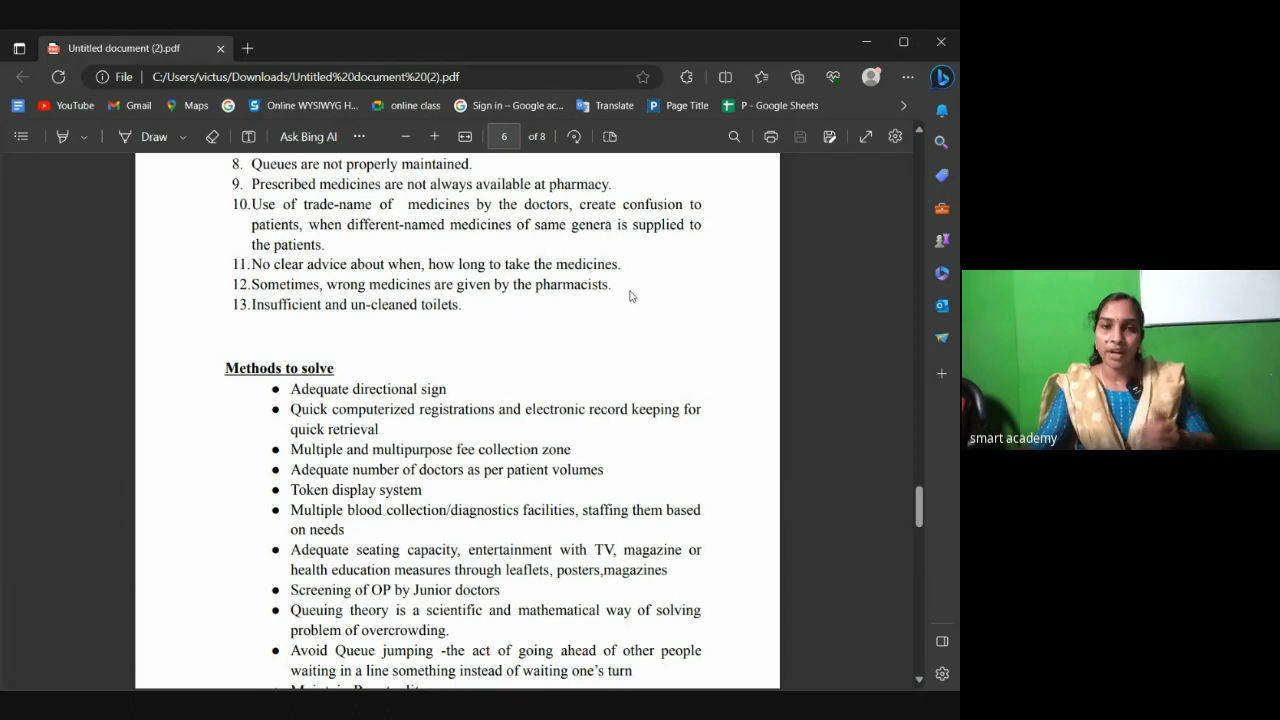 Untitled document (2).pdf
File C:/Users/victus/Downloads/Untitled%20document%20(2).pdf
YouTube Gmail Maps Online WYSIWYG H... online class Sign in – Google ac... Translate Page Title P - Google Sheets
Draw Ask Bing AI 6 of 8
8. Queues are not properly maintained.
9. Prescribed medicines are not always available at pharmacy.
10.Use of trade-name of medicines by the doctors, create confusion to
patients, when different-named medicines of same genera is supplied to
the patients.
11.No clear advice about when, how long to take the medicines.
12.Sometimes, wrong medicines are given by the pharmacists.
13.Insufficient and un-cleaned toilets.
Methods to solve
● Adequate directional sign
● Quick computerized registrations and electronic record keeping for
quick retrieval
● Multiple and multipurpose fee collection zone
● Adequate number of doctors as per patient volumes
● Token display system
● Multiple blood collection/diagnostics facilities, staffing them based
on needs
● Adequate seating capacity, entertainment with TV, magazine or
health education measures through leaflets, posters,magazines
● Screening of OP by Junior doctors
● Queuing theory is a scientific and mathematical way of solving
problem of overcrowding.
● Avoid Queue jumping -the act of going ahead of other people
waiting in a line something instead of waiting one's turn
smart academy